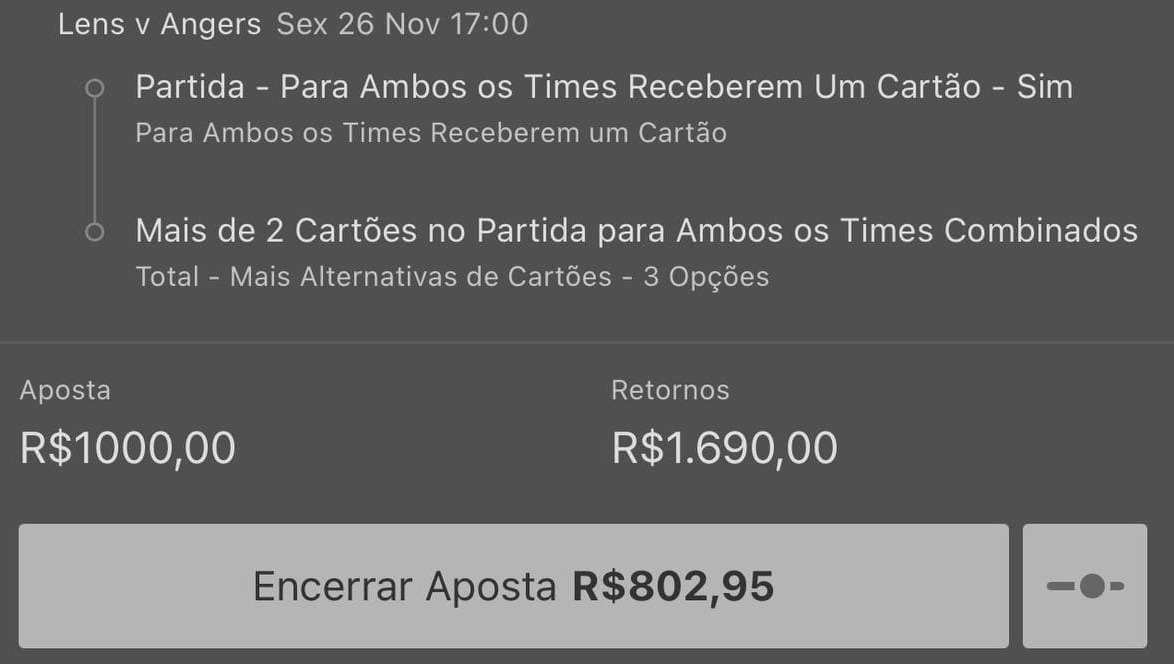 Lens v Angers Sex 26 Nov 17:00
Partida - Para Ambos os Times Receberem Um Cartão - Sim
Para Ambos os Times Receberem um Cartão
Mais de 2 Cartões no Partida para Ambos os Times Combinados
Total - Mais Alternativas de Cartões - 3 Opções
Aposta Retornos
R$1000,00 R$1.690,00
Encerrar Aposta R$802,95